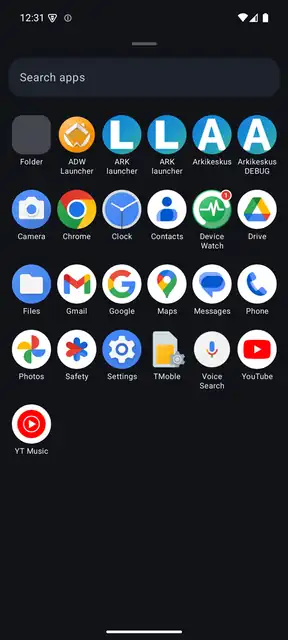 12:31
Search apps
Folder
ADW
Launcher
L
ARK
launcher
L
ARK
launcher
A
Arkikeskus
A
Arkikeskus
DEBUG
Camera
Chrome
Clock
Contacts
1
Device
Watch
Drive
Files
Gmail
Google
Maps
Messages
Phone
Photos
Safety
Settings
TMoble
Voice
Search
YouTube
YT Music